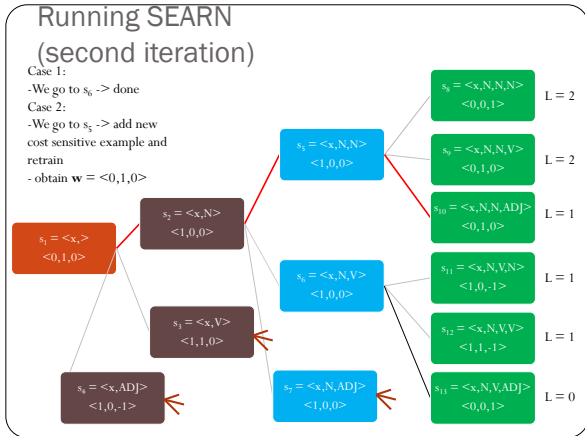 Running SEARN
(second iteration)
Case 1:
-We go to s₆ -> done
Case 2:
-We go to s₅ -> add new
cost sensitive example and
retrain
- obtain w = <0,1,0>
s₈ = <x,N,N,N>
<0,0,1>
L = 2
s₅ = <x,N,N>
<1,0,0>
s₉ = <x,N,N,V>
<0,1,0>
L = 2
s₂ = <x,N>
<1,0,0>
s₁₀ = <x,N,N,ADJ>
<0,1,0>
L = 1
s₁ = <x,>
<0,1,0>
s₆ = <x,N,V>
<1,0,0>
s₁₁ = <x,N,V,N>
<1,0,-1>
L = 1
s₃ = <x,V>
<1,1,0>
s₁₂ = <x,N,V,V>
<1,1,-1>
L = 1
s₄ = <x,ADJ>
<1,0,-1>
s₇ = <x,N,ADJ>
<1,0,0>
s₁₃ = <x,N,V,ADJ>
<0,0,1>
L = 0